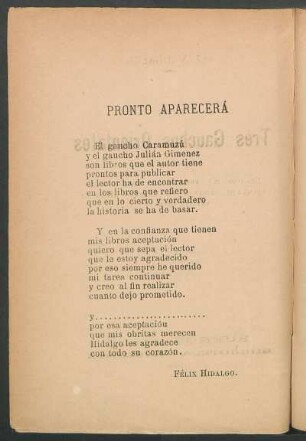 PRONTO APARECERÁ
El gaucho Caramuzú
y el gaucho Julián Gimenez
son libros que el autor tiene
prontos para publicar
el lector ha de encontrar
en los libros que refiero
que en lo cierto y verdadero
la historia se ha de basar.
Y en la confianza que tienen
mis libros aceptación
quiero que sepa el lector
que le estoy agradecido
por eso siempre he querido
mi tarea continuar
y creo al fin realizar
cuanto dejo prometido.
y......................
por esa aceptación
que mis obritas merecen
Hidalgo les agradece
con todo su corazón.
FÉLIX HIDALGO.